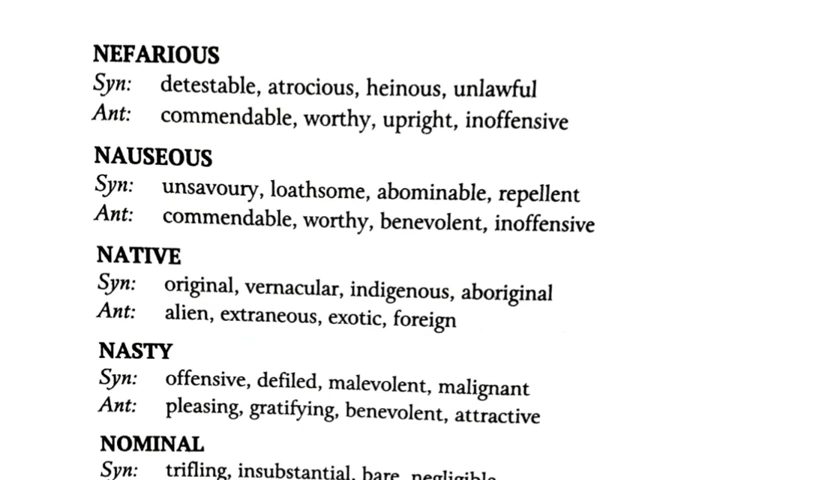 NEFARIOUS
Syn: detestable, atrocious, heinous, unlawful
Ant: commendable, worthy, upright, inoffensive
NAUSEOUS
Syn: unsavoury, loathsome, abominable, repellent
Ant: commendable, worthy, benevolent, inoffensive
NATIVE
Syn: original, vernacular, indigenous, aboriginal
Ant: alien, extraneous, exotic, foreign
NASTY
Syn: offensive, defiled, malevolent, malignant
Ant: pleasing, gratifying, benevolent, attractive
NOMINAL
Syn: trifling, insubstantial, bare, negligible